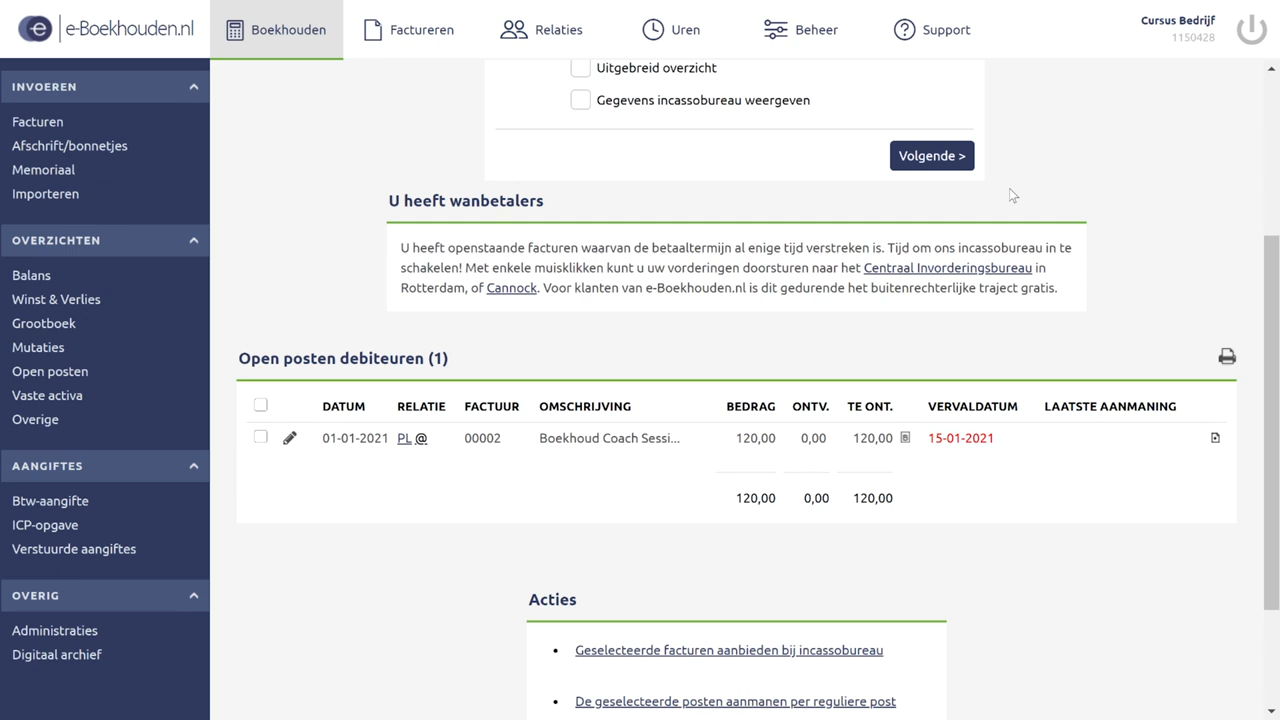 e-Boekhouden.nl
Boekhouden
Factureren
Relaties
Uren
Beheer
Support
Cursus Bedrijf
1150428
INVOEREN
Facturen
Afschrift/bonnetjes
Memoriaal
Importeren
OVERZICHTEN
Balans
Winst & Verlies
Grootboek
Mutaties
Open posten
Vaste activa
Overige
AANGIFTES
Btw-aangifte
ICP-opgave
Verstuurde aangiftes
OVERIG
Administraties
Digitaal archief
Uitgebreid overzicht
Gegevens incassobureau weergeven
Volgende >
U heeft wanbetalers
U heeft openstaande facturen waarvan de betaaltermijn al enige tijd verstreken is. Tijd om ons incassobureau in te
schakelen! Met enkele muisklikken kunt u uw vorderingen doorsturen naar het Centraal Invorderingsbureau in
Rotterdam, of Cannock. Voor klanten van e-Boekhouden.nl is dit gedurende het buitenrechterlijke traject gratis.
Open posten debiteuren (1)
DATUM RELATIE FACTUUR OMSCHRIJVING BEDRAG ONTV. TE ONT. VERVALDATUM LAATSTE AANMANING
01-01-2021 PL @ 00002 Boekhoud Coach Sessi... 120,00 0,00 120,00 15-01-2021
120,00 0,00 120,00
Acties
• Geselecteerde facturen aanbieden bij incassobureau
• De geselecteerde posten aanmanen per reguliere post